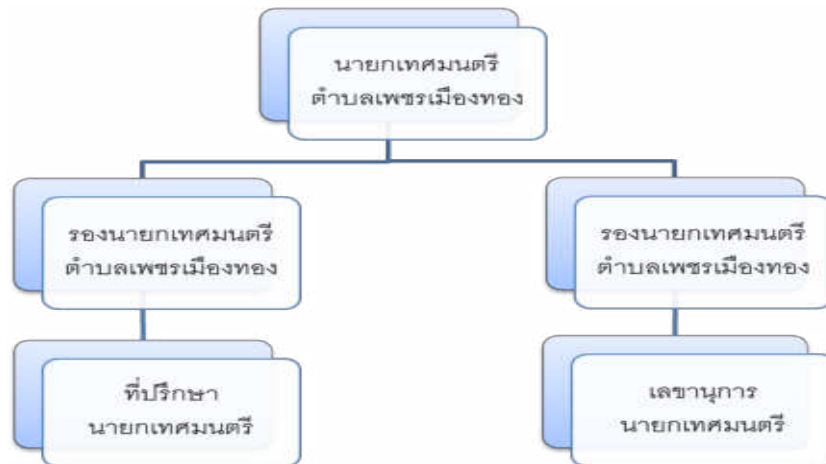 นายกเทศมนตรี
ตำบลเพชรเมืองทอง
รองนายกเทศมนตรี
ตำบลเพชรเมืองทอง
รองนายกเทศมนตรี
ตำบลเพชรเมืองทอง
ที่ปรึกษา
นายกเทศมนตรี
เลขานุการ
นายกเทศมนตรี